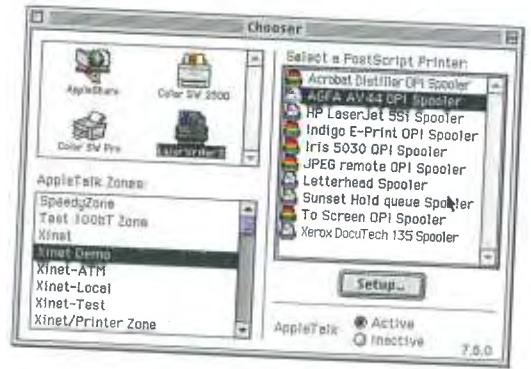 Chooser
AppleShare
Color SW 2500
Color SW Pro
LaserWriter 8
AppleTalk Zones:
SpeedyZone
Test 100bT Zone
Xinet
Xinet Demo
Xinet-ATM
Xinet-Local
Xinet-Test
Xinet/Printer Zone
Select a PostScript Printer:
Acrobat Distiller OPI Spooler
AGFA AV44 OPI Spooler
HP LaserJet 5Si Spooler
Indigo E-Print OPI Spooler
Iris 5030 OPI Spooler
JPEG remote OPI Spooler
Letterhead Spooler
Sunset Hold queue Spooler
To Screen OPI Spooler
Xerox DocuTech 135 Spooler
Setup...
AppleTalk
Active
Inactive
7.6.0